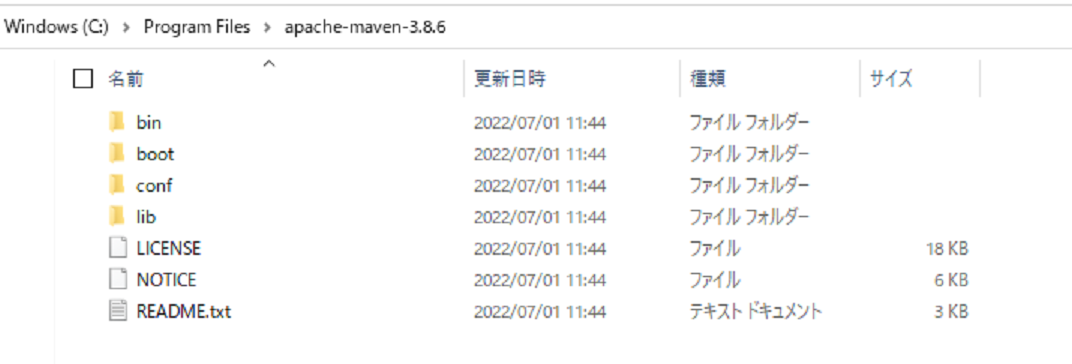 Windows (C:) > Program Files > apache-maven-3.8.6
名前 更新日時 種類 サイズ
bin 2022/07/01 11:44 ファイル フォルダー
boot 2022/07/01 11:44 ファイル フォルダー
conf 2022/07/01 11:44 ファイル フォルダー
lib 2022/07/01 11:44 ファイル フォルダー
LICENSE 2022/07/01 11:44 ファイル 18 KB
NOTICE 2022/07/01 11:44 ファイル 6 KB
README.txt 2022/07/01 11:44 テキスト ドキュメント 3 KB